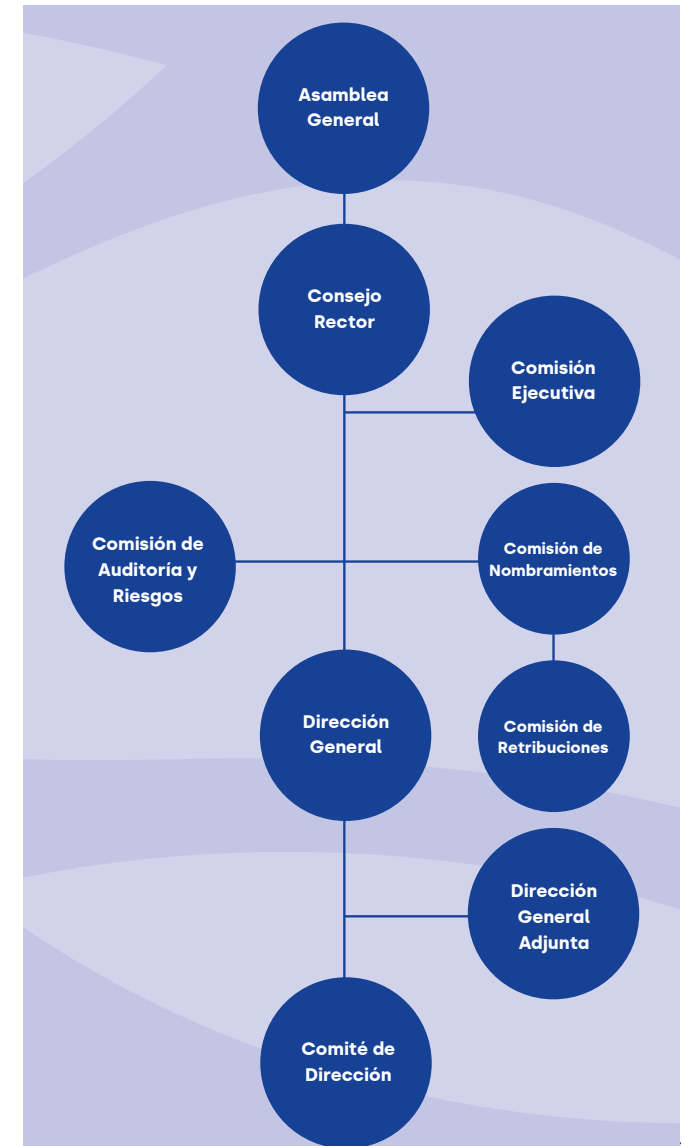 Asamblea
General
Consejo
Rector
Comisión
Ejecutiva
Comisión de
Auditoría y
Riesgos
Comisión de
Nombramientos
Dirección
General
Comisión de
Retribuciones
Dirección
General
Adjunta
Comité de
Dirección